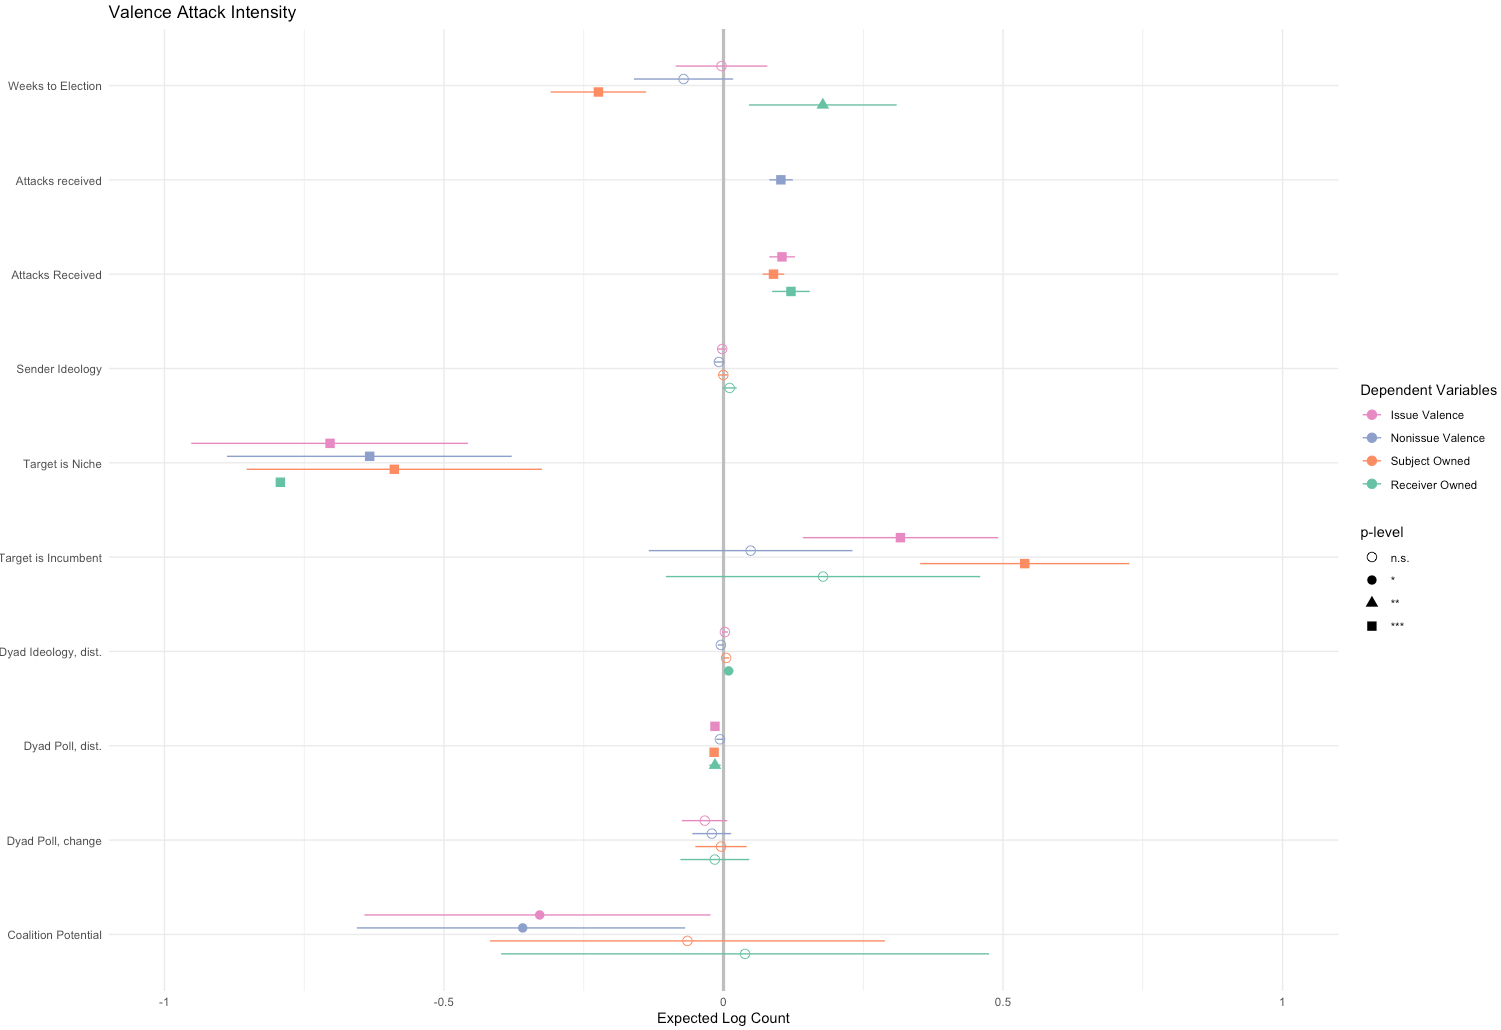 Valence Attack Intensity
Weeks to Election
Attacks received
Attacks Received
Sender Ideology
Target is Niche
Target is Incumbent
Dyad Ideology, dist.
Dyad Poll, dist.
Dyad Poll, change
Coalition Potential
-1 -0.5 0 0.5 1
Expected Log Count
Dependent Variables
Issue Valence
Nonissue Valence
Subject Owned
Receiver Owned
p-level
n.s.
*
**
***